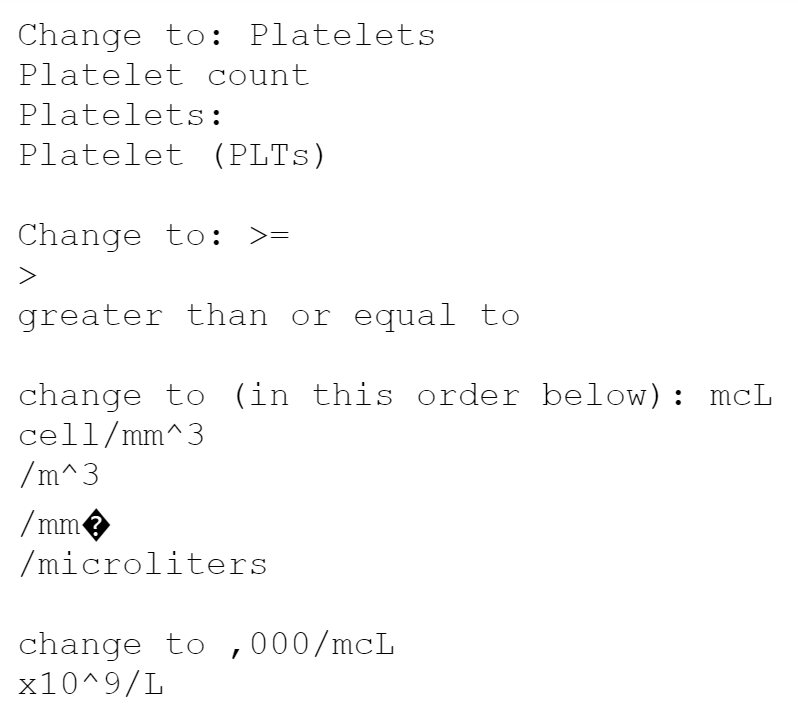 Change to: Platelets
Platelet count
Platelets:
Platelet (PLTs)
Change to: >=
>
greater than or equal to
change to (in this order below): mcL
cell/mm^3
/m^3
/mm�
/microliters
change to ,000/mcL
x10^9/L